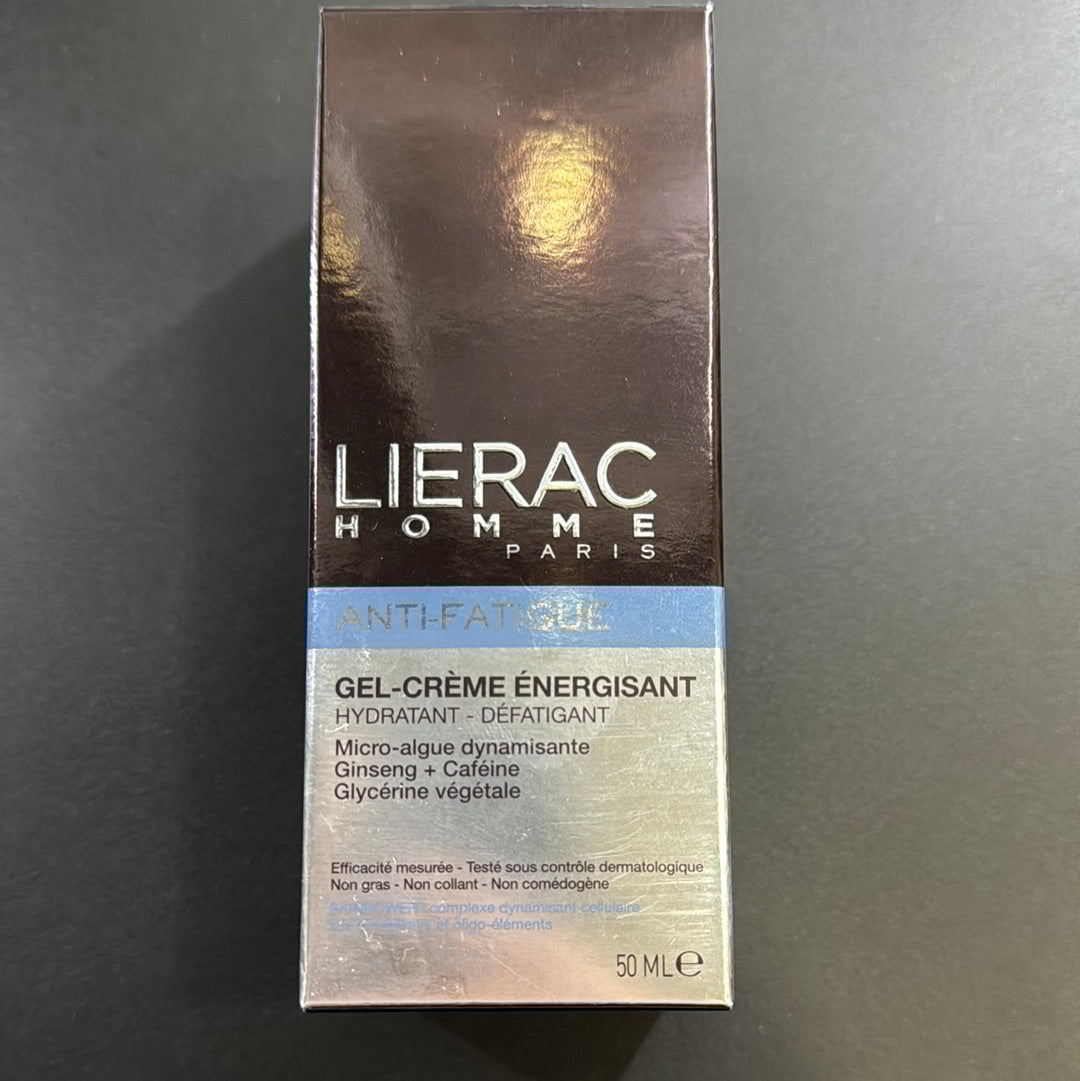 LIERAC
HOMME
PARIS
ANTI-FATIGUE
GEL-CRÈME ÉNERGISANT
HYDRATANT - DÉFATIGANT
Micro-algue dynamisante
Ginseng + Caféine
Glycérine végétale
Efficacité mesurée - Testé sous contrôle dermatologique
Non gras - Non collant - Non comédogène
complexe dynamisant cellulaire
et oligo-éléments
50 ML℮